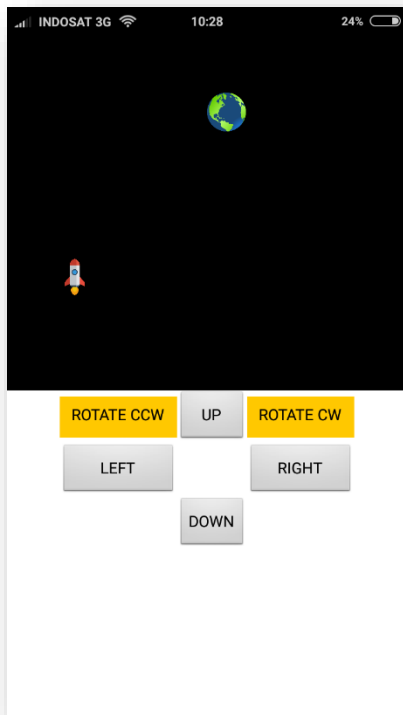 INDOSAT 3G 10:28 24%
ROTATE CCW UP ROTATE CW
LEFT RIGHT
DOWN